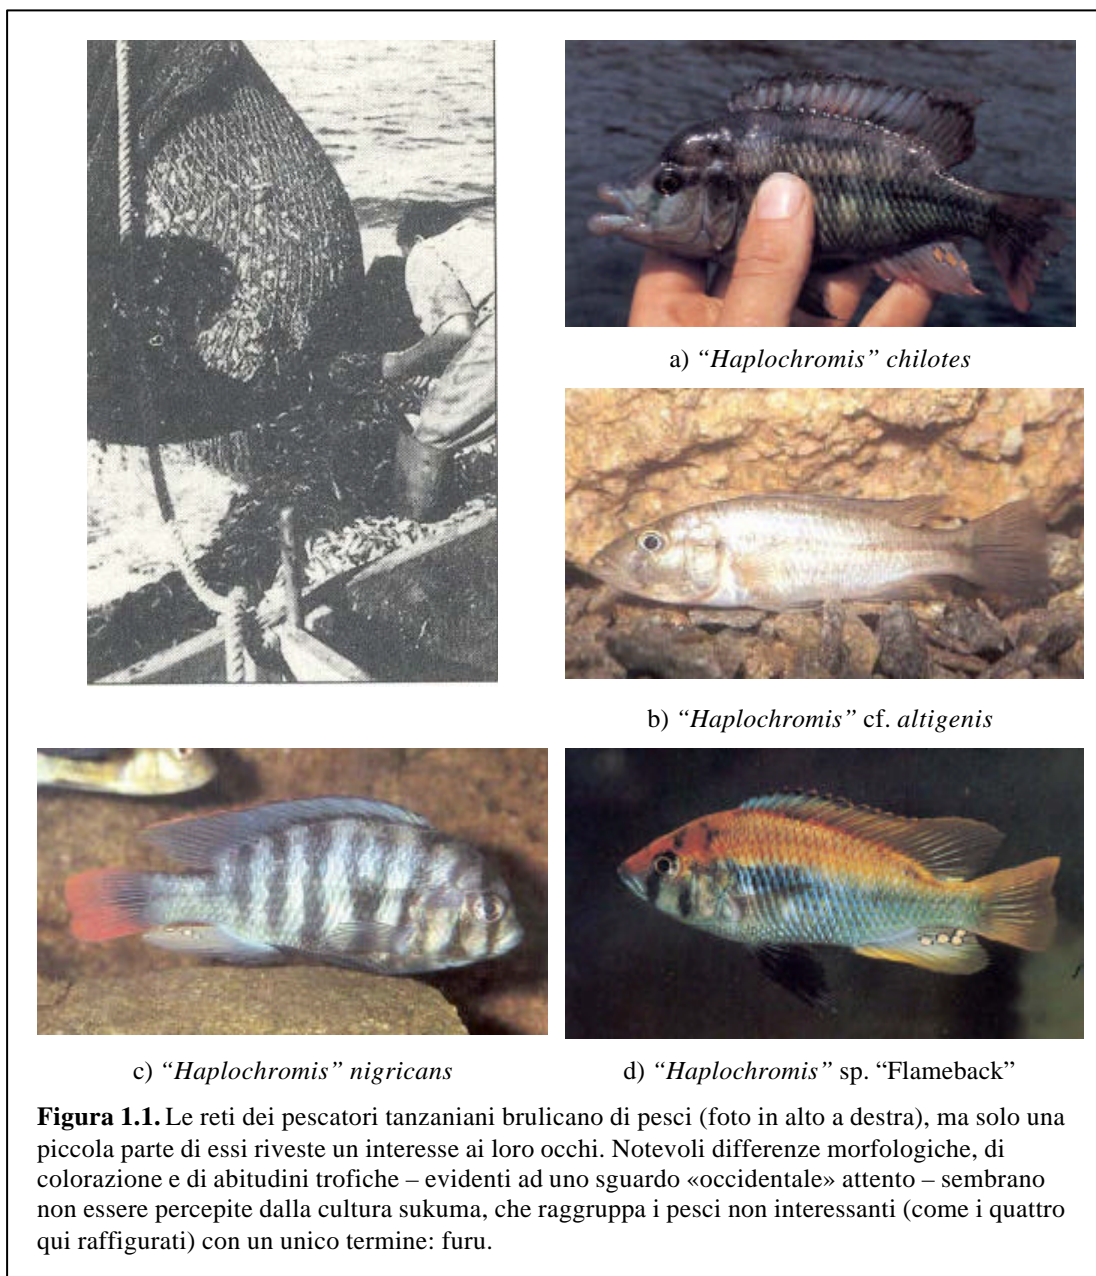 a) “Haplochromis” chilotes
b) “Haplochromis” cf. altigenis
c) “Haplochromis” nigricans
d) “Haplochromis” sp. “Flameback”
Figura 1.1. Le reti dei pescatori tanzaniani brulicano di pesci (foto in alto a destra), ma solo una
piccola parte di essi riveste un interesse ai loro occhi. Notevoli differenze morfologiche, di
colorazione e di abitudini trofiche – evidenti ad uno sguardo «occidentale» attento – sembrano
non essere percepite dalla cultura sukuma, che raggruppa i pesci non interessanti (come i quattro
qui raffigurati) con un unico termine: furu.